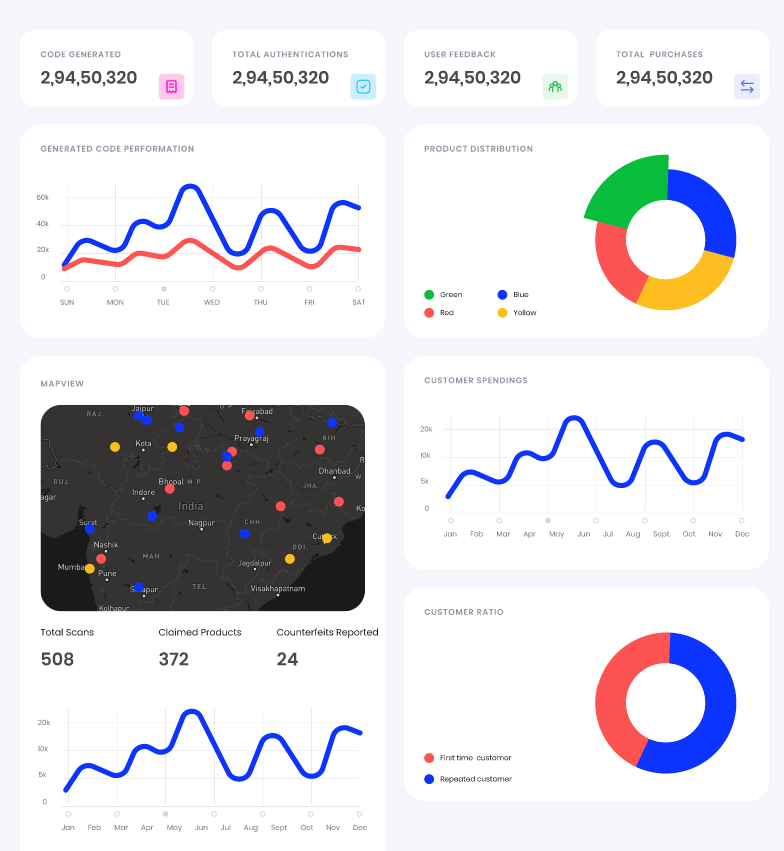 CODE GENERATED
2,94,50,320
TOTAL AUTHENTICATIONS
2,94,50,320
USER FEEDBACK
2,94,50,320
TOTAL PURCHASES
2,94,50,320
GENERATED CODE PERFORMATION
60k
40k
20k
0
SUN MON TUE WED THU FRI SAT
PRODUCT DISTRIBUTION
Green Blue
Red Yellow
MAPVIEW
RAJ.
Jaipur
U.P.
Faizabad
Kota
Prayagraj
BIH
Dhanbad
GUJ.
Bhopal M.P.
JHA.
agar
Indore
India
Ko
Surat
Nagpur
CHH.
Nashik
MAH
ODI.
Mumba
Pune
Jagdalpur
TEL.
Visakhapatnam
Kolhapur
Total Scans Claimed Products Counterfeits Reported
508 372 24
20k
10k
5k
0
Jan Feb Mar Apr May Jun Jul Aug Sept Oct Nov Dec
CUSTOMER SPENDINGS
20k
10k
5k
0
Jan Feb Mar Apr May Jun Jul Aug Sept Oct Nov Dec
CUSTOMER RATIO
First time customer
Repeated customer